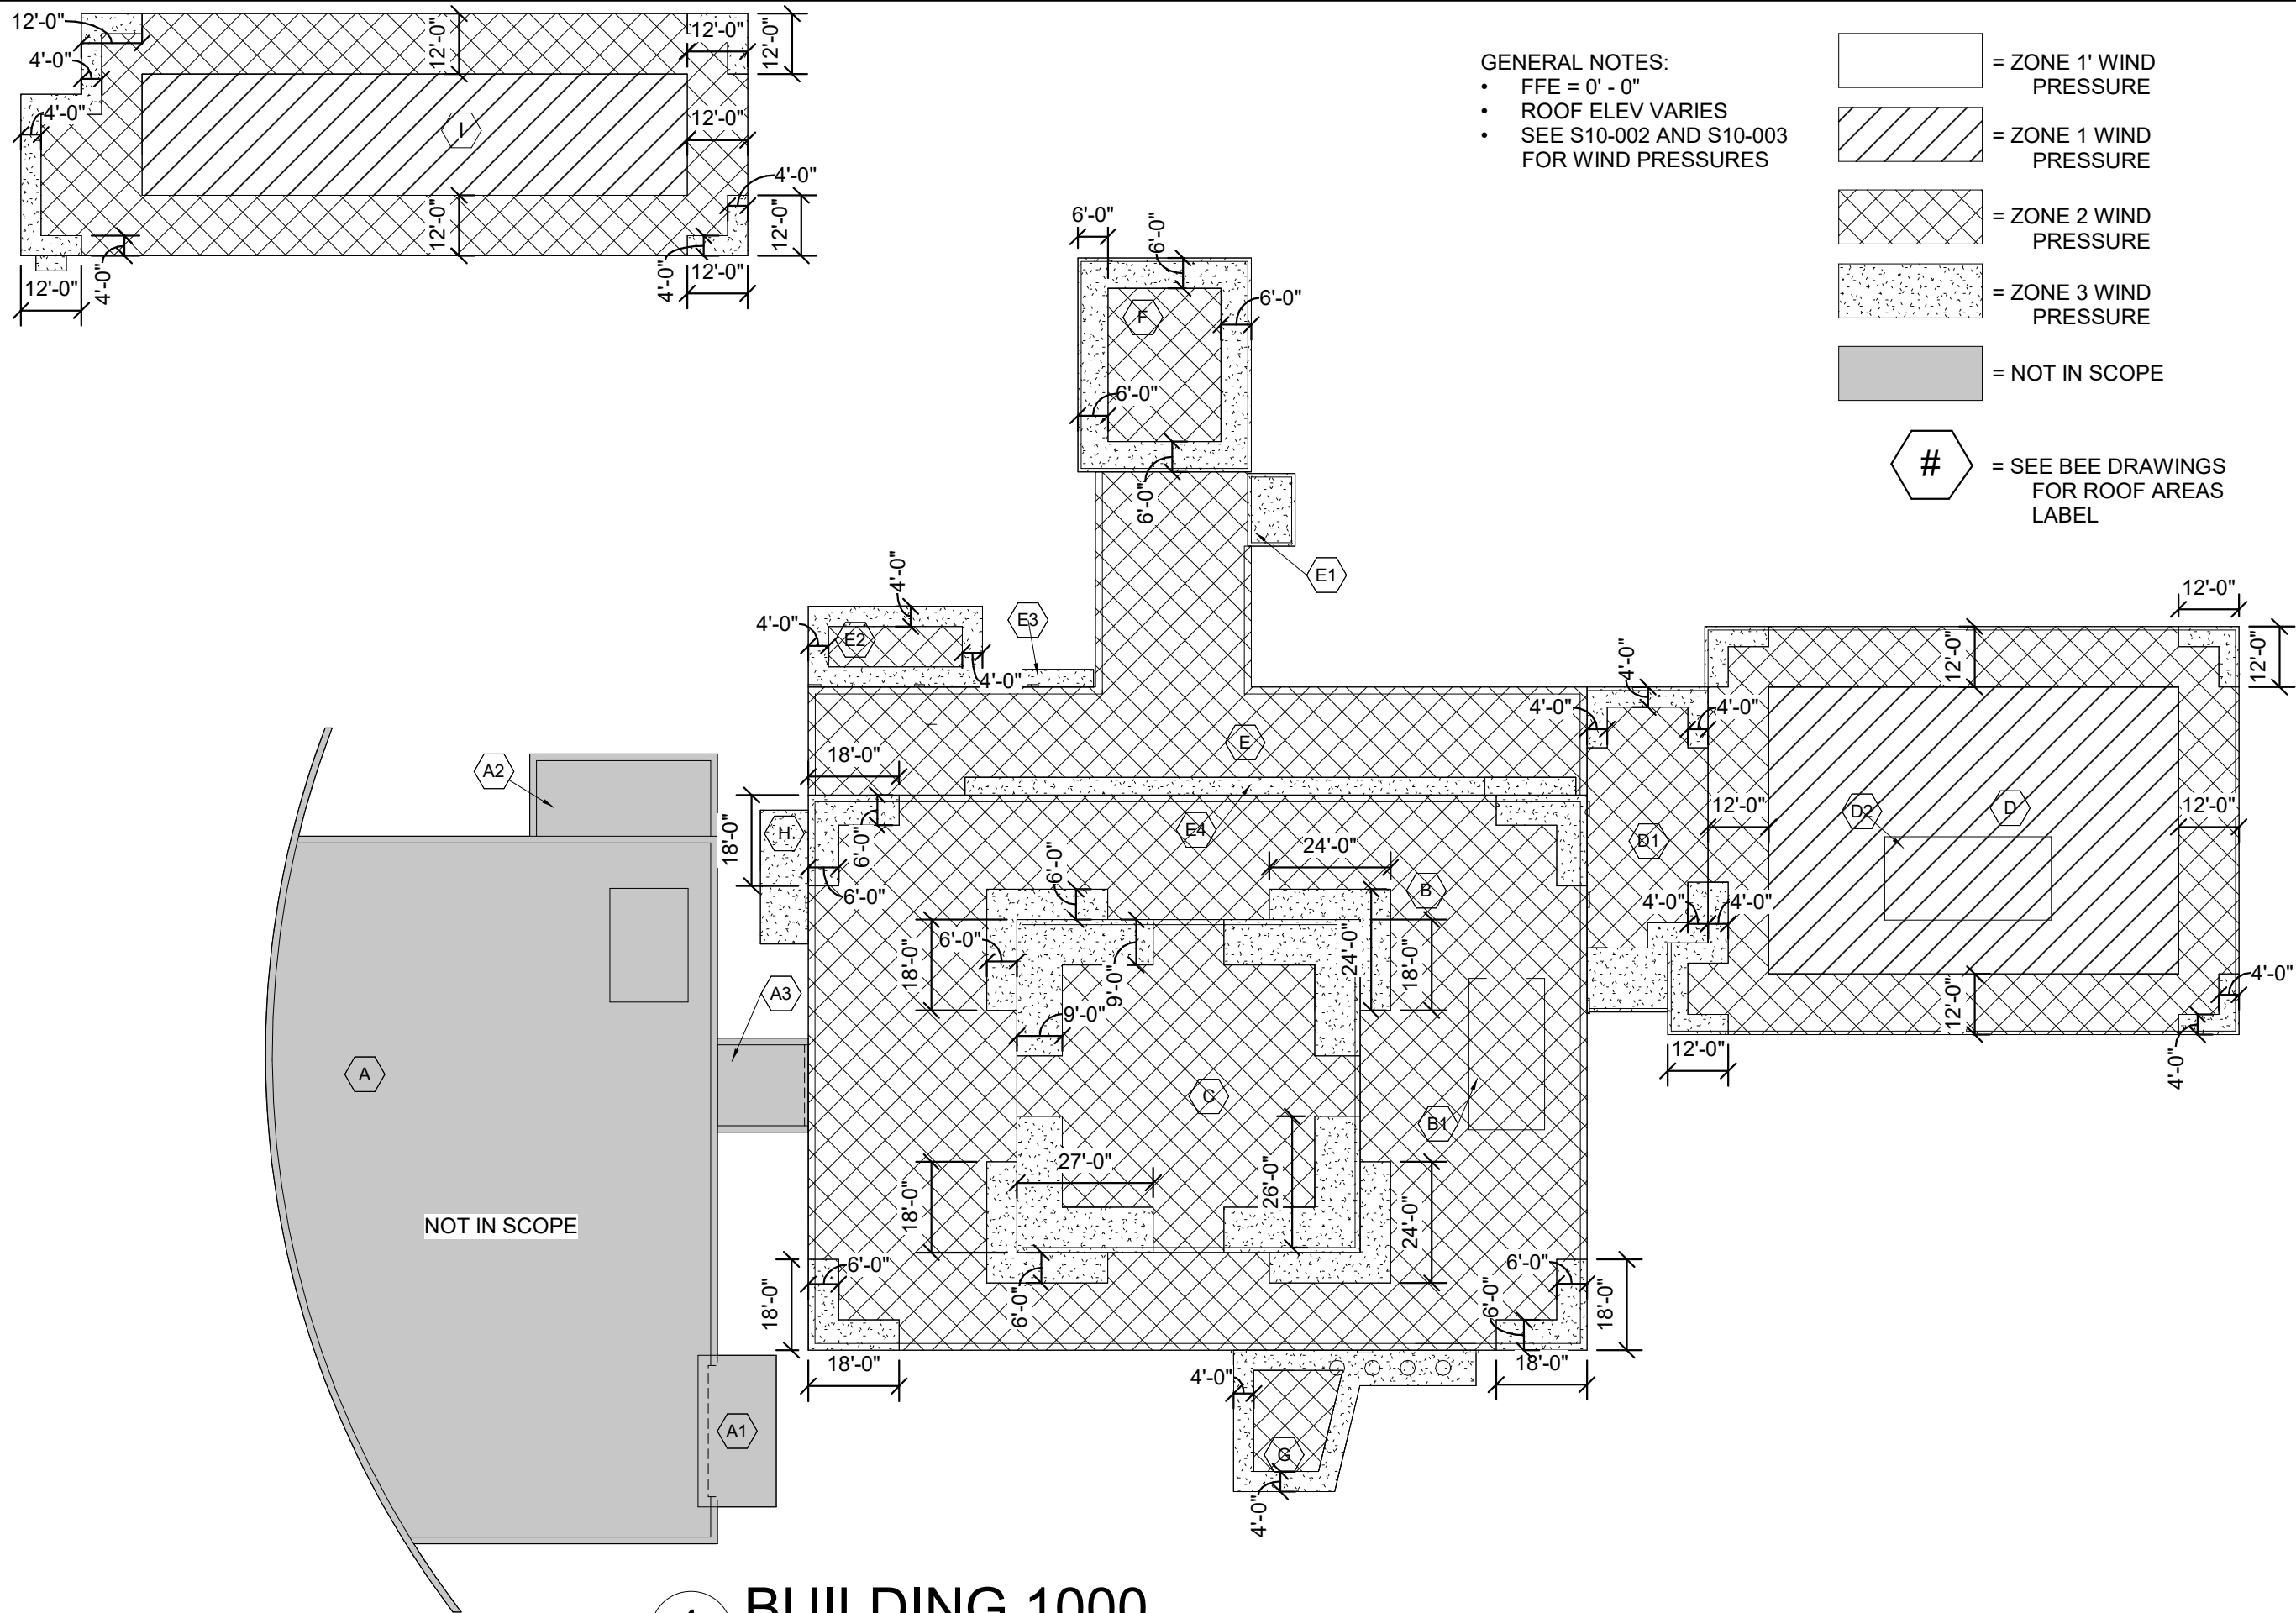 12'-0"
4'-0"
4'-0"
12'-0"
12'-0"
12'-0"
12'-0"
I
4'-0"
12'-0"
12'-0"
4'-0"
12'-0"
4'-0"
12'-0"
GENERAL NOTES:
• FFE = 0' - 0"
• ROOF ELEV VARIES
• SEE S10-002 AND S10-003
FOR WIND PRESSURES
= ZONE 1' WIND
PRESSURE
= ZONE 1 WIND
PRESSURE
= ZONE 2 WIND
PRESSURE
= ZONE 3 WIND
PRESSURE
= NOT IN SCOPE
#
= SEE BEE DRAWINGS
FOR ROOF AREAS
LABEL
6'-0"
6'-0"
6'-0"
F
6'-0"
6'-0"
E1
4'-0"
4'-0"
E2
E3
4'-0"
12'-0"
12'-0"
12'-0"
4'-0"
4'-0"
4'-0"
E
A2
18'-0"
18'-0"
H
6'-0"
6'-0"
E4
24'-0"
6'-0"
B
D1
12'-0"
D2
D
12'-0"
4'-0"
4'-0"
18'-0"
6'-0"
9'-0"
9'-0"
24'-0"
18'-0"
A3
4'-0"
12'-0"
12'-0"
4'-0"
A
C
B1
27'-0"
26'-0"
18'-0"
24'-0"
NOT IN SCOPE
6'-0"
18'-0"
6'-0"
6'-0"
6'-0"
18'-0"
18'-0"
18'-0"
4'-0"
A1
G
4'-0"
1
BUILDING 1000